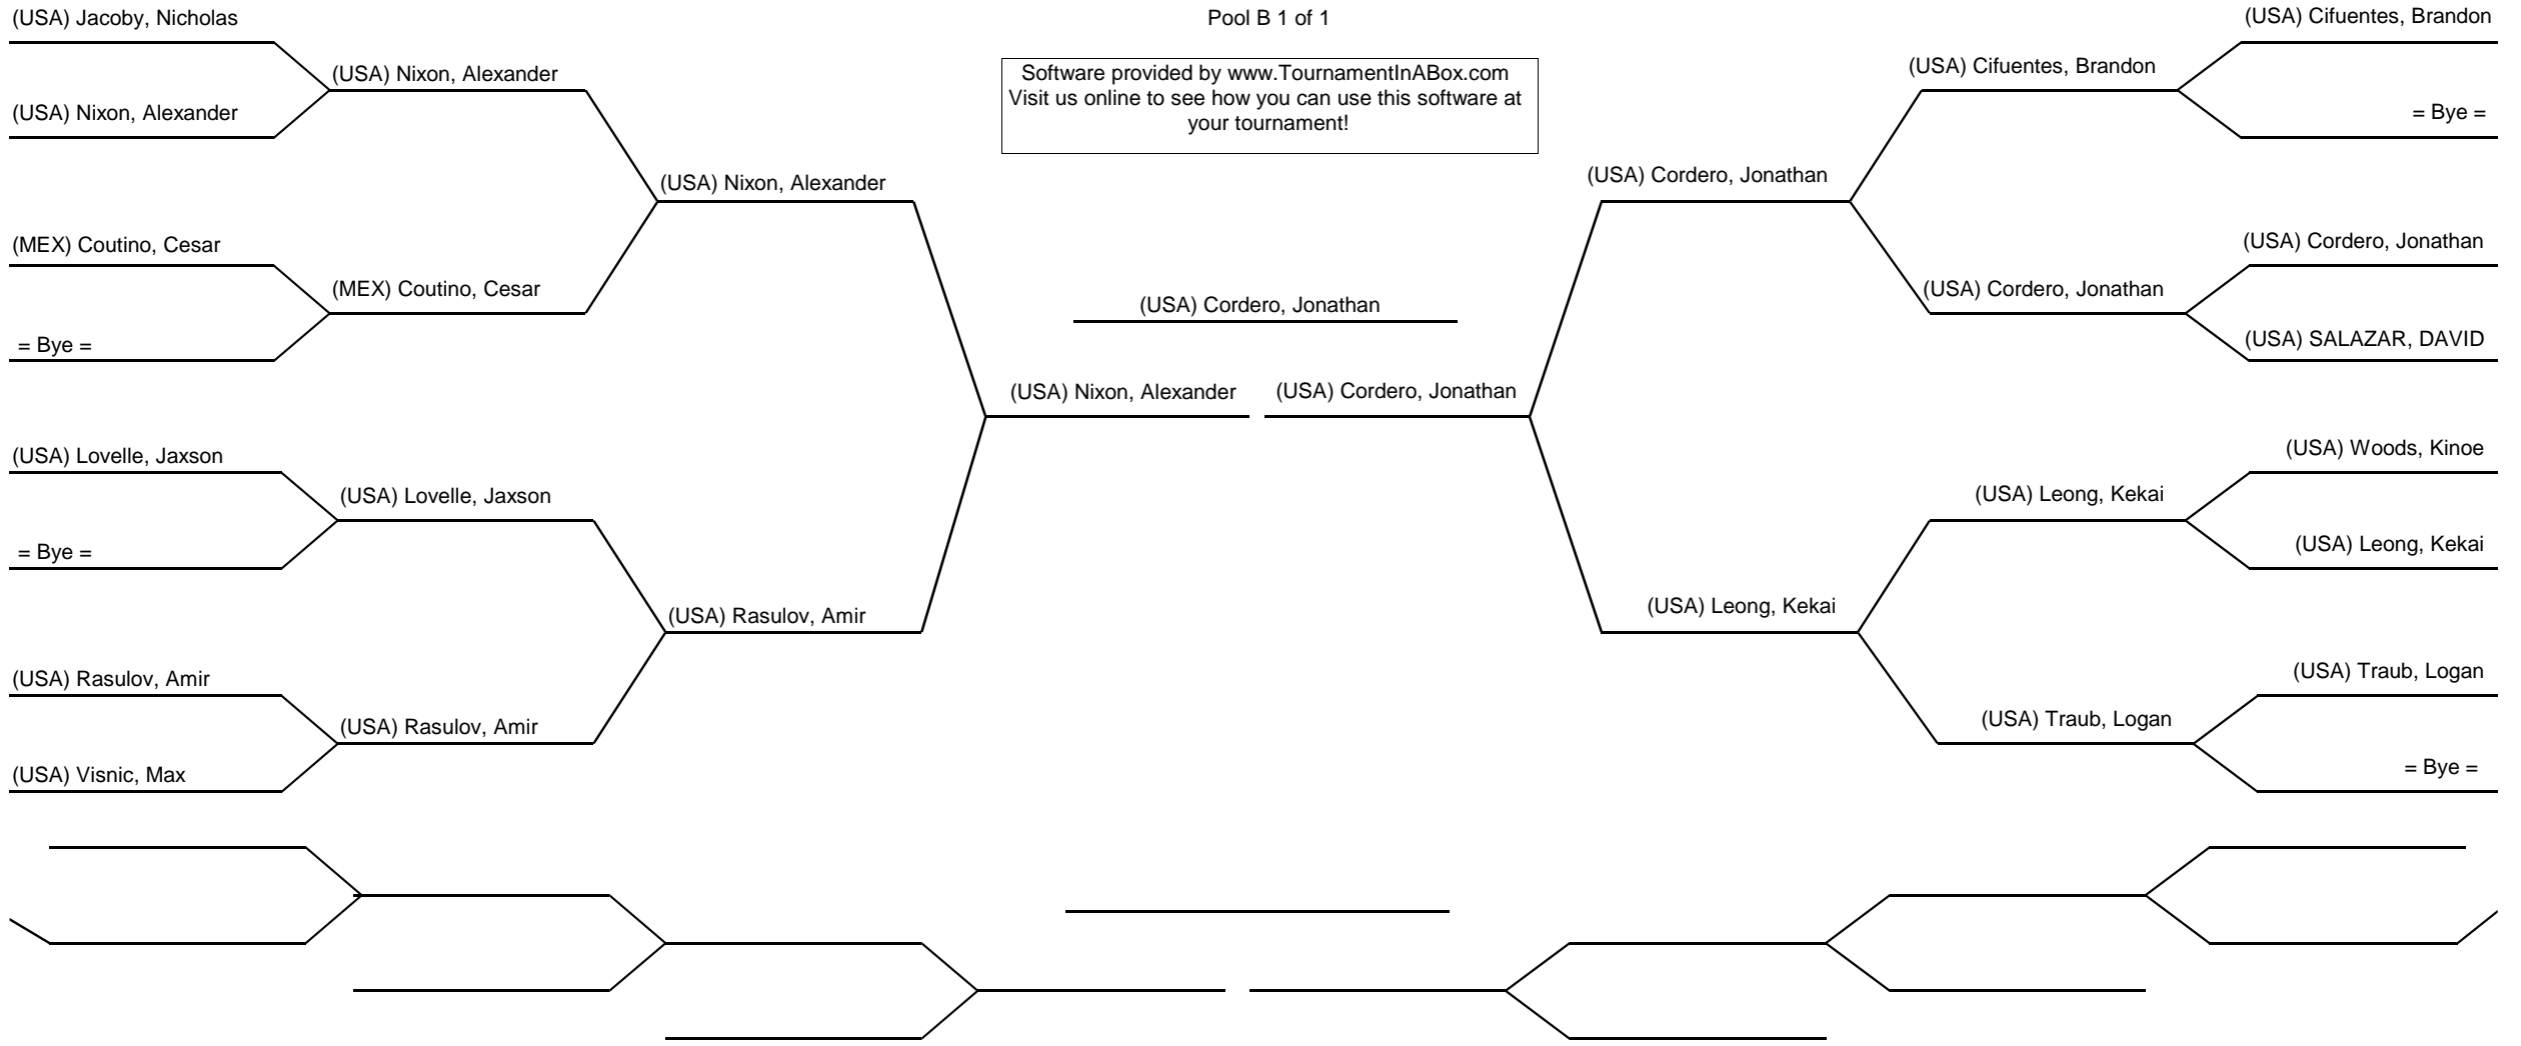 (USA) Jacoby, Nicholas
Pool B 1 of 1
(USA) Cifuentes, Brandon
(USA) Nixon, Alexander
Software provided by www.TournamentInABox.com
Visit us online to see how you can use this software at
your tournament!
(USA) Cifuentes, Brandon
(USA) Nixon, Alexander
= Bye =
(USA) Nixon, Alexander
(USA) Cordero, Jonathan
(MEX) Coutino, Cesar
(USA) Cordero, Jonathan
(MEX) Coutino, Cesar
(USA) Cordero, Jonathan
(USA) Cordero, Jonathan
= Bye =
(USA) SALAZAR, DAVID
(USA) Nixon, Alexander
(USA) Cordero, Jonathan
(USA) Lovelle, Jaxson
(USA) Woods, Kinoe
(USA) Lovelle, Jaxson
(USA) Leong, Kekai
= Bye =
(USA) Leong, Kekai
(USA) Rasulov, Amir
(USA) Leong, Kekai
(USA) Rasulov, Amir
(USA) Traub, Logan
(USA) Rasulov, Amir
(USA) Traub, Logan
(USA) Visnic, Max
= Bye =